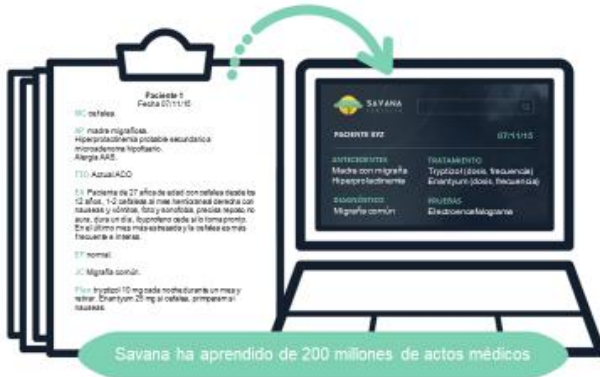 Paciente 1
Fecha 07/11/15
MC cefalea.
AP madre migrañosa.
Hiperprolactinemia probable secundaria a
microadenoma hipofisario.
Alergia AAS.
TTO Actual ACO
EA Paciente de 27 años de edad con cefaleas desde los
12 años, 1-2 cefaleas al mes hemicraneal derecha con
nauseas y vómitos, foto y sonofobia, precisa reposo, no
aura, dura un día, ibuprofeno cede si lo toma pronto.
En el último mes más estresada y la cefalea es más
frecuente e intensa.
EF normal.
JC Migraña común.
Plan tryptizol 10 mg cada noche durante un mes y
retirar. Enantyum 25 mg si cefalea, primperam si
nauseas.
SAVANA
PACIENTE XYZ
07/11/15
ANTECEDENTES
Madre con migraña
Hiperprolactinemia
TRATAMIENTO
Tryptizol (dosis, frecuencia)
Enantyum (dosis, frecuencia)
DIAGNÓSTICO
Migraña común
PRUEBAS
Electroencefalograma
Savana ha aprendido de 200 millones de actos médicos